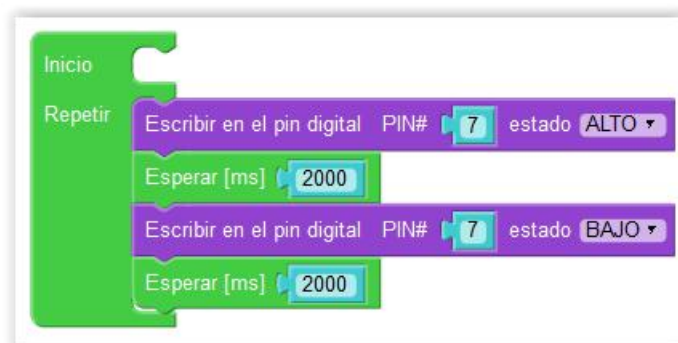 Inicio
Repetir
Escribir en el pin digital PIN# 7 estado ALTO
Esperar [ms] 2000
Escribir en el pin digital PIN# 7 estado BAJO
Esperar [ms] 2000